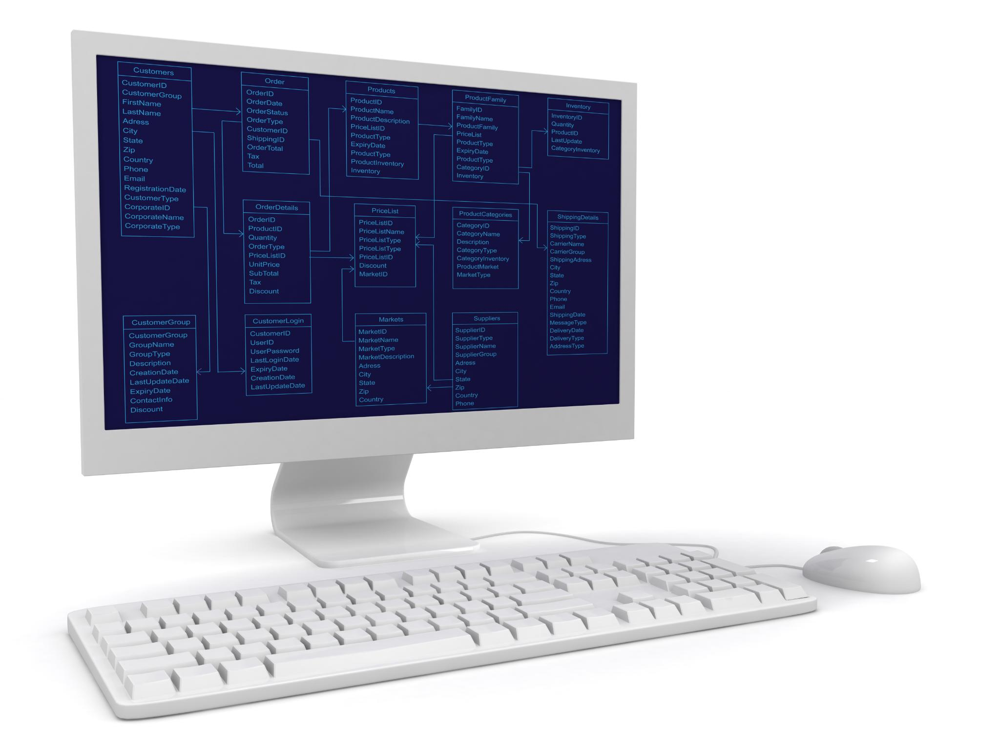 Customers
CustomerID
CustomerGroup
FirstName
LastName
Adress
City
State
Zip
Country
Phone
Email
RegistrationDate
CustomerType
CorporateID
CorporateName
CorporateType
Order
OrderID
OrderDate
OrderStatus
OrderType
CustomerID
ShippingID
OrderTotal
Tax
Total
Products
ProductID
ProductName
ProductDescription
PriceListID
ProductType
ExpiryDate
ProductType
ProductInventory
Inventory
ProductFamily
FamilyID
FamilyName
ProductFamily
PriceList
ProductType
ExpiryDate
ProductType
CategoryID
Inventory
Inventory
InventoryID
Quantity
ProductID
LastUpdate
CategoryInventory
OrderDetails
OrderID
ProductID
Quantity
OrderType
PriceListID
UnitPrice
SubTotal
Tax
Discount
PriceList
PriceListID
PriceListName
PriceListType
PriceListType
PriceListID
Discount
MarketID
ProductCategories
CategoryID
CategoryName
Description
CategoryType
CategoryInventory
ProductMarket
MarketType
ShippingDetails
ShippingID
ShippingType
CarrierName
CarrierGroup
ShippingAdress
City
State
Zip
Country
Phone
Email
ShippingDate
MessageType
DeliveryDate
DeliveryType
AddressType
CustomerGroup
CustomerGroup
GroupName
GroupType
Description
CreationDate
LastUpdateDate
ExpiryDate
ContactInfo
Discount
CustomerLogin
CustomerID
UserID
UserPassword
LastLoginDate
ExpiryDate
CreationDate
LastUpdateDate
Markets
MarketID
MarketName
MarketType
MarketDescription
Adress
City
State
Zip
Country
Suppliers
SupplierID
SupplierType
SupplierName
SupplierGroup
Adress
City
State
Zip
Country
Phone